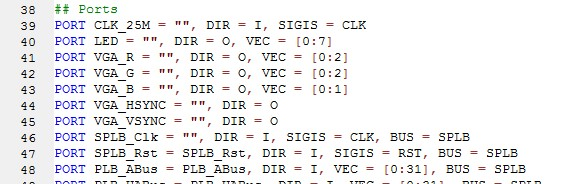 38 ## Ports
39 PORT CLK_25M = "", DIR = I, SIGIS = CLK
40 PORT LED = "", DIR = O, VEC = [0:7]
41 PORT VGA_R = "", DIR = O, VEC = [0:2]
42 PORT VGA_G = "", DIR = O, VEC = [0:2]
43 PORT VGA_B = "", DIR = O, VEC = [0:1]
44 PORT VGA_HSYNC = "", DIR = O
45 PORT VGA_VSYNC = "", DIR = O
46 PORT SPLB_Clk = "", DIR = I, SIGIS = CLK, BUS = SPLB
47 PORT SPLB_Rst = SPLB_Rst, DIR = I, SIGIS = RST, BUS = SPLB
48 PORT PLB_ABus = PLB_ABus, DIR = I, VEC = [0:31], BUS = SPLB